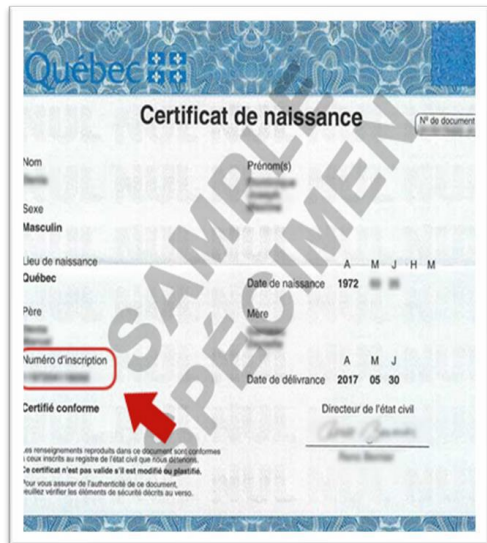 Québec
Certificat de naissance
N° de document
Nom
Prénom(s)
Sexe
Masculin
Lieu de naissance
Québec
A M J H M
Date de naissance 1972
Père
Mère
Numéro d'inscription
A M J
Date de délivrance 2017 05 30
Certifié conforme
Directeur de l'état civil
Les renseignements reproduits dans ce document sont conformes
à ceux inscrits au registre de l'état civil que nous détenons.
Ce certificat n'est pas valide s'il est modifié ou plastifié.
Pour vous assurer de l'authenticité de ce document,
veuillez vérifier les éléments de sécurité décrits au verso.
SAMPLE
SPÉCIMEN